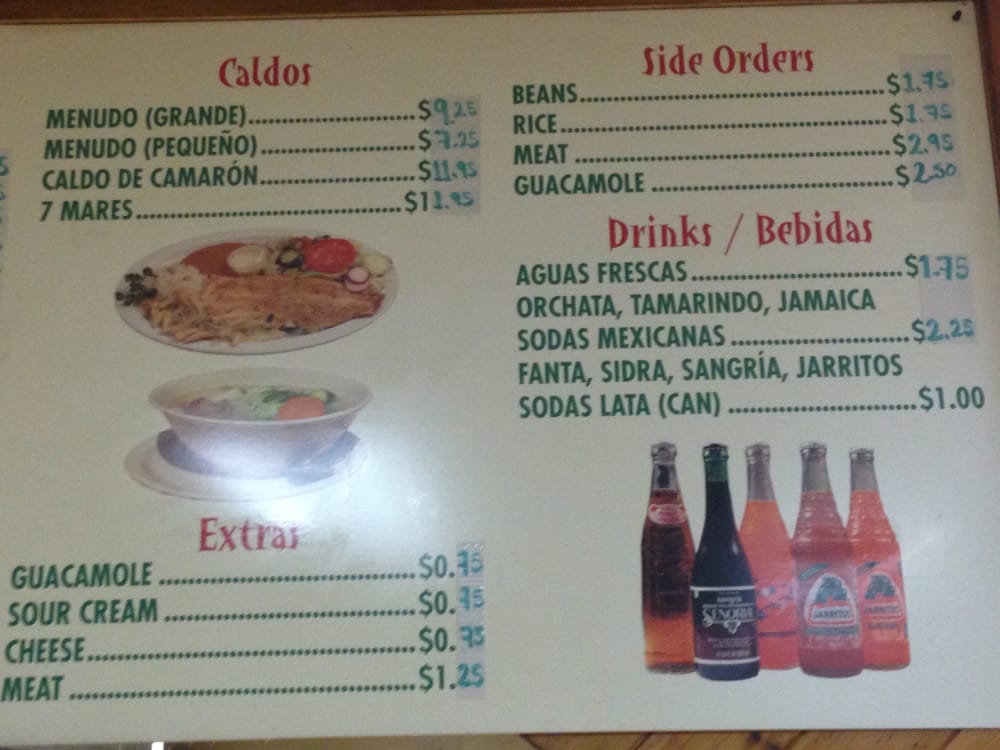 Caldos
MENUDO (GRANDE)....................$9.25
MENUDO (PEQUEÑO)....................$7.25
CALDO DE CAMARÓN....................$11.95
7 MARES....................$11.95
Extras
GUACAMOLE....................$0.75
SOUR CREAM....................$0.75
CHEESE....................$0.75
MEAT....................$1.25
Side Orders
BEANS....................$1.75
RICE....................$1.75
MEAT....................$2.95
GUACAMOLE....................$2.50
Drinks / Bebidas
AGUAS FRESCAS....................$1.75
ORCHATA, TAMARINDO, JAMAICA
SODAS MEXICANAS....................$2.25
FANTA, SIDRA, SANGRÍA, JARRITOS
SODAS LATA (CAN)....................$1.00
sangria
SEÑORIAL
JARRITOS
JARRITOS